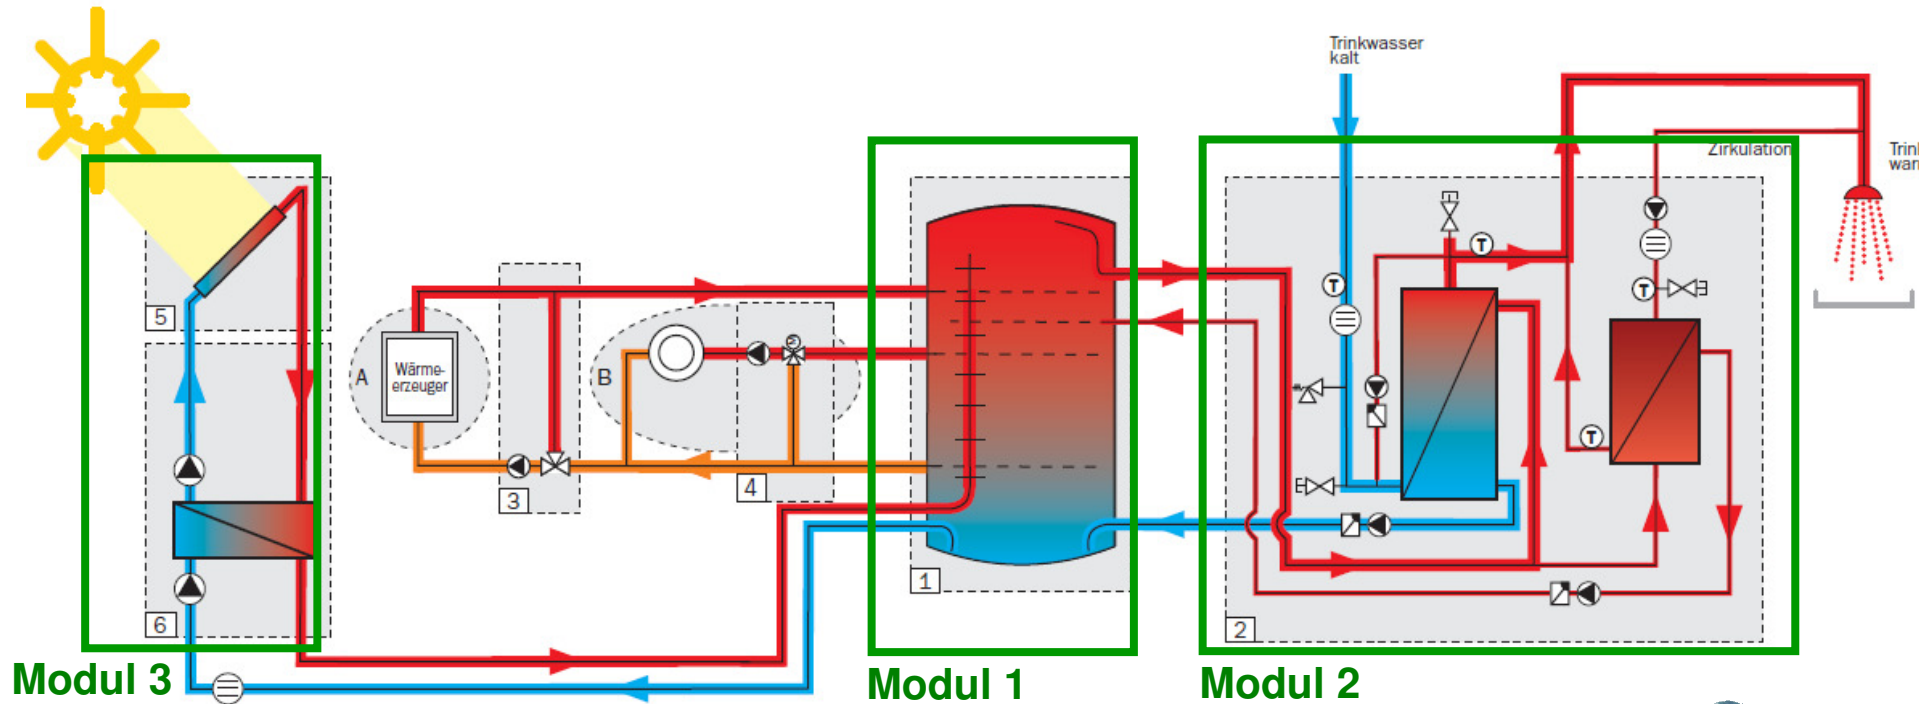 Trinkwasser
kalt
Zirkulation
5
A
Wärme-
erzeuger
B
T
T
T
T
M
3
4
1
2
6
Modul 3
Modul 1
Modul 2